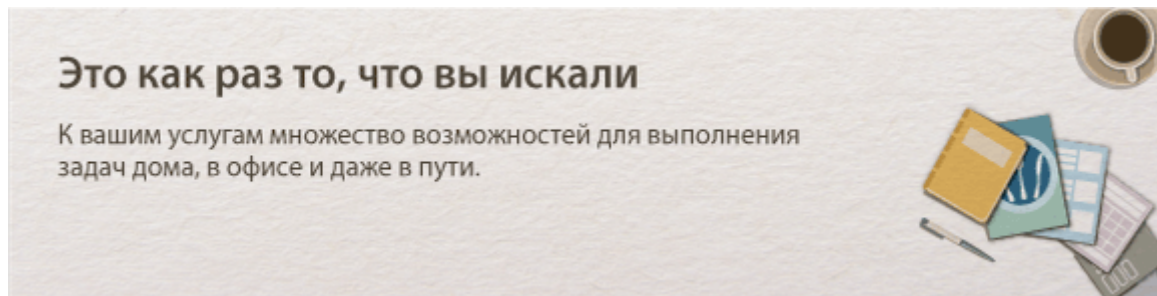 Это как раз то, что вы искали
К вашим услугам множество возможностей для выполнения
задач дома, в офисе и даже в пути.